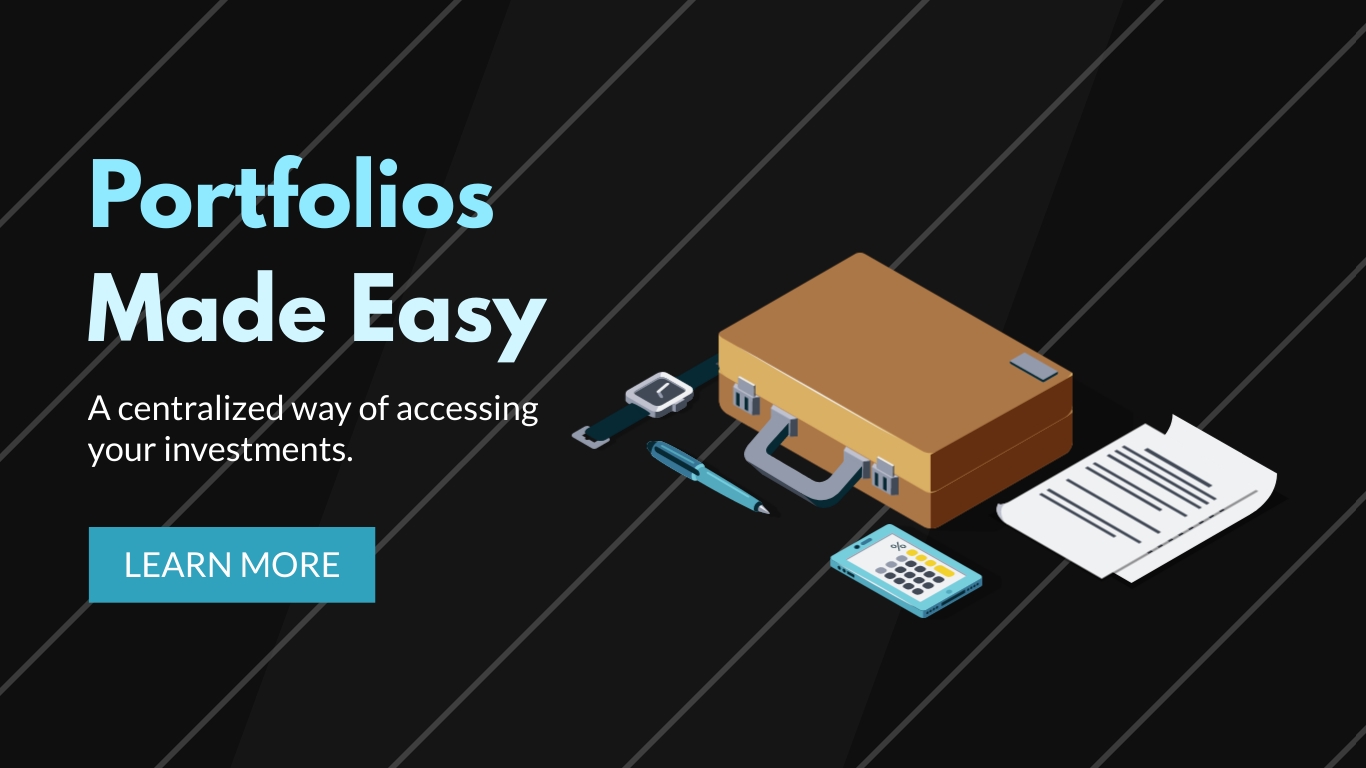 Portfolios
Made Easy
A centralized way of accessing
your investments.
LEARN MORE
%